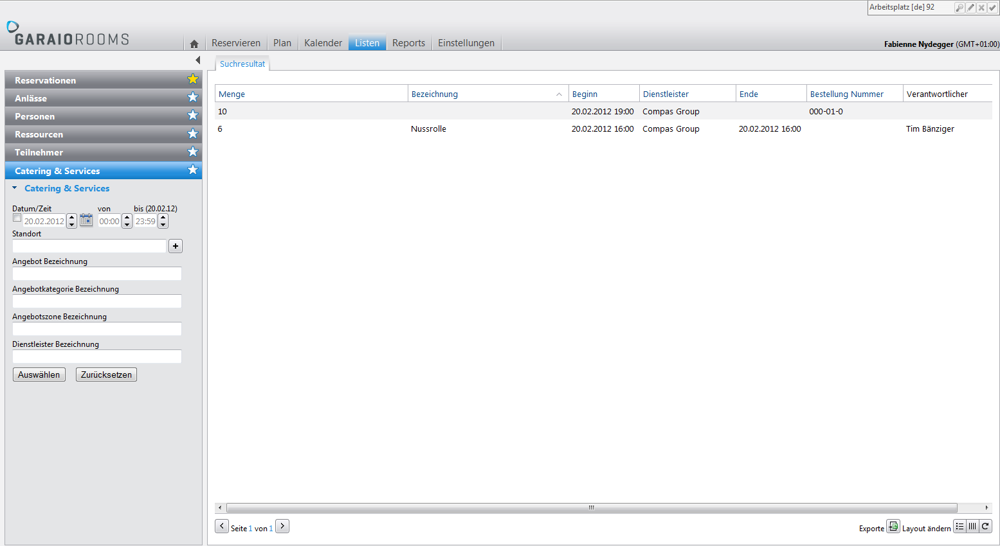 Arbeitsplatz [de] 92
GARAIOROOMS
Reservieren Plan Kalender Listen Reports Einstellungen
Fabienne Nydegger (GMT+01:00)
Suchresultat
Reservationen
Anlässe
Personen
Ressourcen
Teilnehmer
Catering & Services
Catering & Services
Datum/Zeit von bis (20.02.12)
20.02.2012 00:00 23:59
Standort
+
Angebot Bezeichnung
Angebotkategorie Bezeichnung
Angebotszone Bezeichnung
Dienstleister Bezeichnung
Auswählen Zurücksetzen
Menge Bezeichnung Beginn Dienstleister Ende Bestellung Nummer Verantwortlicher
10 20.02.2012 19:00 Compas Group 000-01-0
6 Nussrolle 20.02.2012 16:00 Compas Group 20.02.2012 16:00 Tim Bänziger
Seite 1 von 1
Exporte Layout ändern